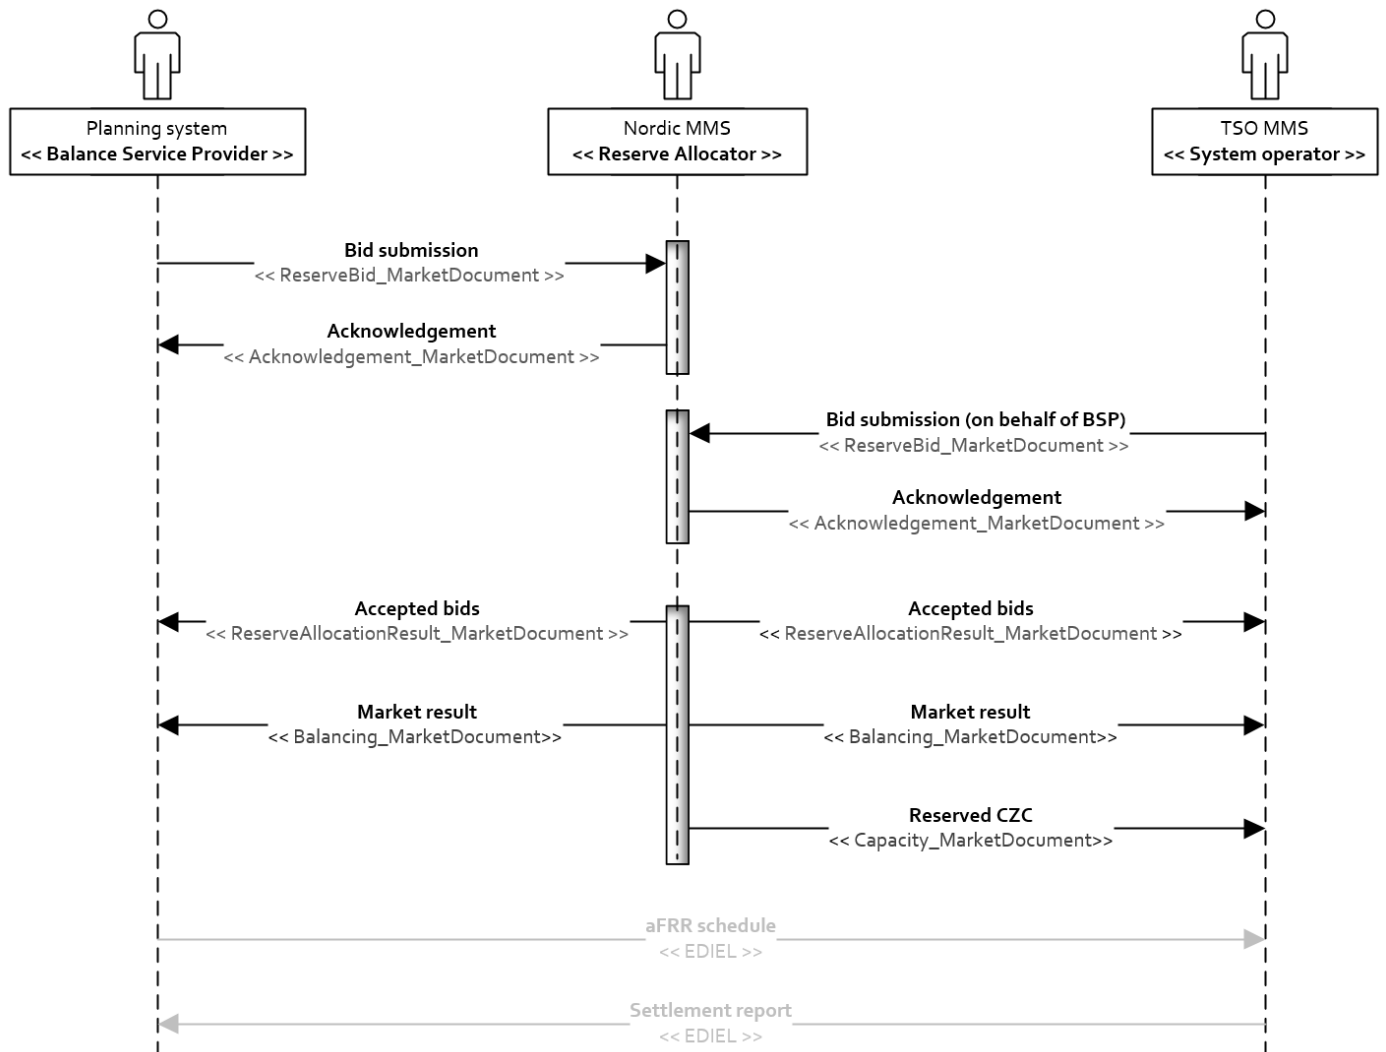 Planning system
<< Balance Service Provider >>
Nordic MMS
<< Reserve Allocator >>
TSO MMS
<< System operator >>
Bid submission
<< ReserveBid_MarketDocument >>
Acknowledgement
<< Acknowledgement_MarketDocument >>
Bid submission (on behalf of BSP)
<< ReserveBid_MarketDocument >>
Acknowledgement
<< Acknowledgement_MarketDocument >>
Accepted bids
<< ReserveAllocationResult_MarketDocument >>
Accepted bids
<< ReserveAllocationResult_MarketDocument >>
Market result
<< Balancing_MarketDocument>>
Market result
<< Balancing_MarketDocument>>
Reserved CZC
<< Capacity_MarketDocument>>
aFRR schedule
<< EDIEL >>
Settlement report
<< EDIEL >>